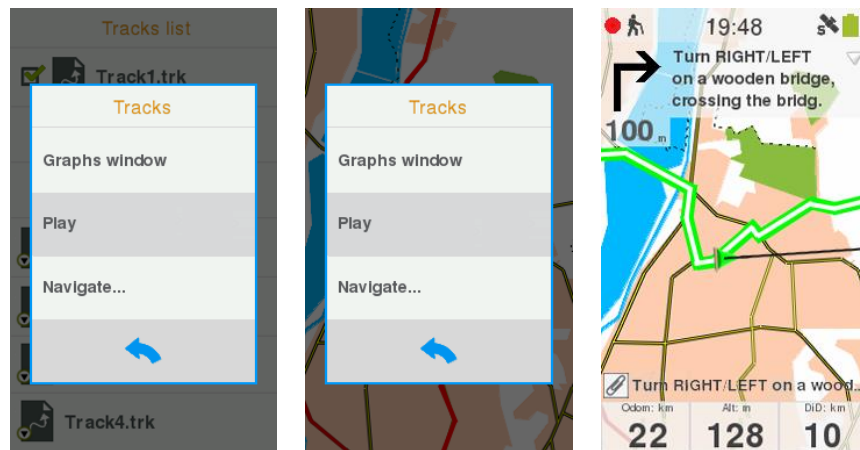 Tracks list
Track1.trk
Tracks
Graphs window
Play
Navigate...
Track4.trk
Tracks
Graphs window
Play
Navigate...
19:48
S
Turn RIGHT/LEFT
on a wooden bridge,
crossing the bridg.
100 m
Turn RIGHT/LEFT on a wood..
Odom: km Alt: m DiD: km
22 128 10